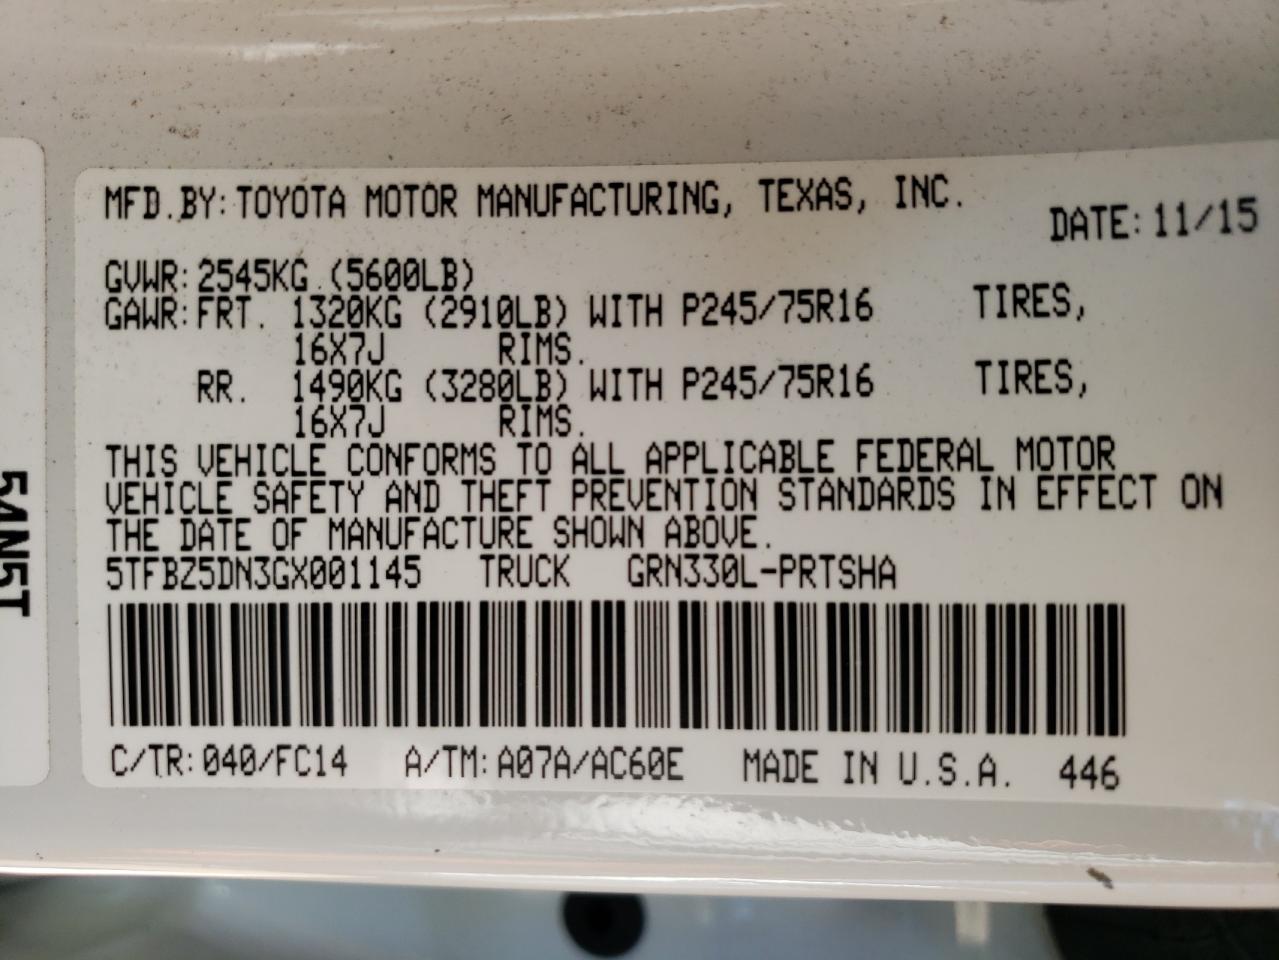 MFD.BY: TOYOTA MOTOR MANUFACTURING, TEXAS, INC.
DATE: 11/15
GVWR: 2545KG (5600LB)
GAWR: FRT. 1320KG (2910LB) WITH P245/75R16 TIRES,
16X7J RIMS.
RR. 1490KG (3280LB) WITH P245/75R16 TIRES,
16X7J RIMS.
THIS VEHICLE CONFORMS TO ALL APPLICABLE FEDERAL MOTOR
VEHICLE SAFETY AND THEFT PREVENTION STANDARDS IN EFFECT ON
THE DATE OF MANUFACTURE SHOWN ABOVE.
5TFBZ5DN3GX001145 TRUCK GRN330L-PRTSHA
C/TR: 040/FC14 A/TM: A07A/AC60E MADE IN U.S.A. 446
54N5T